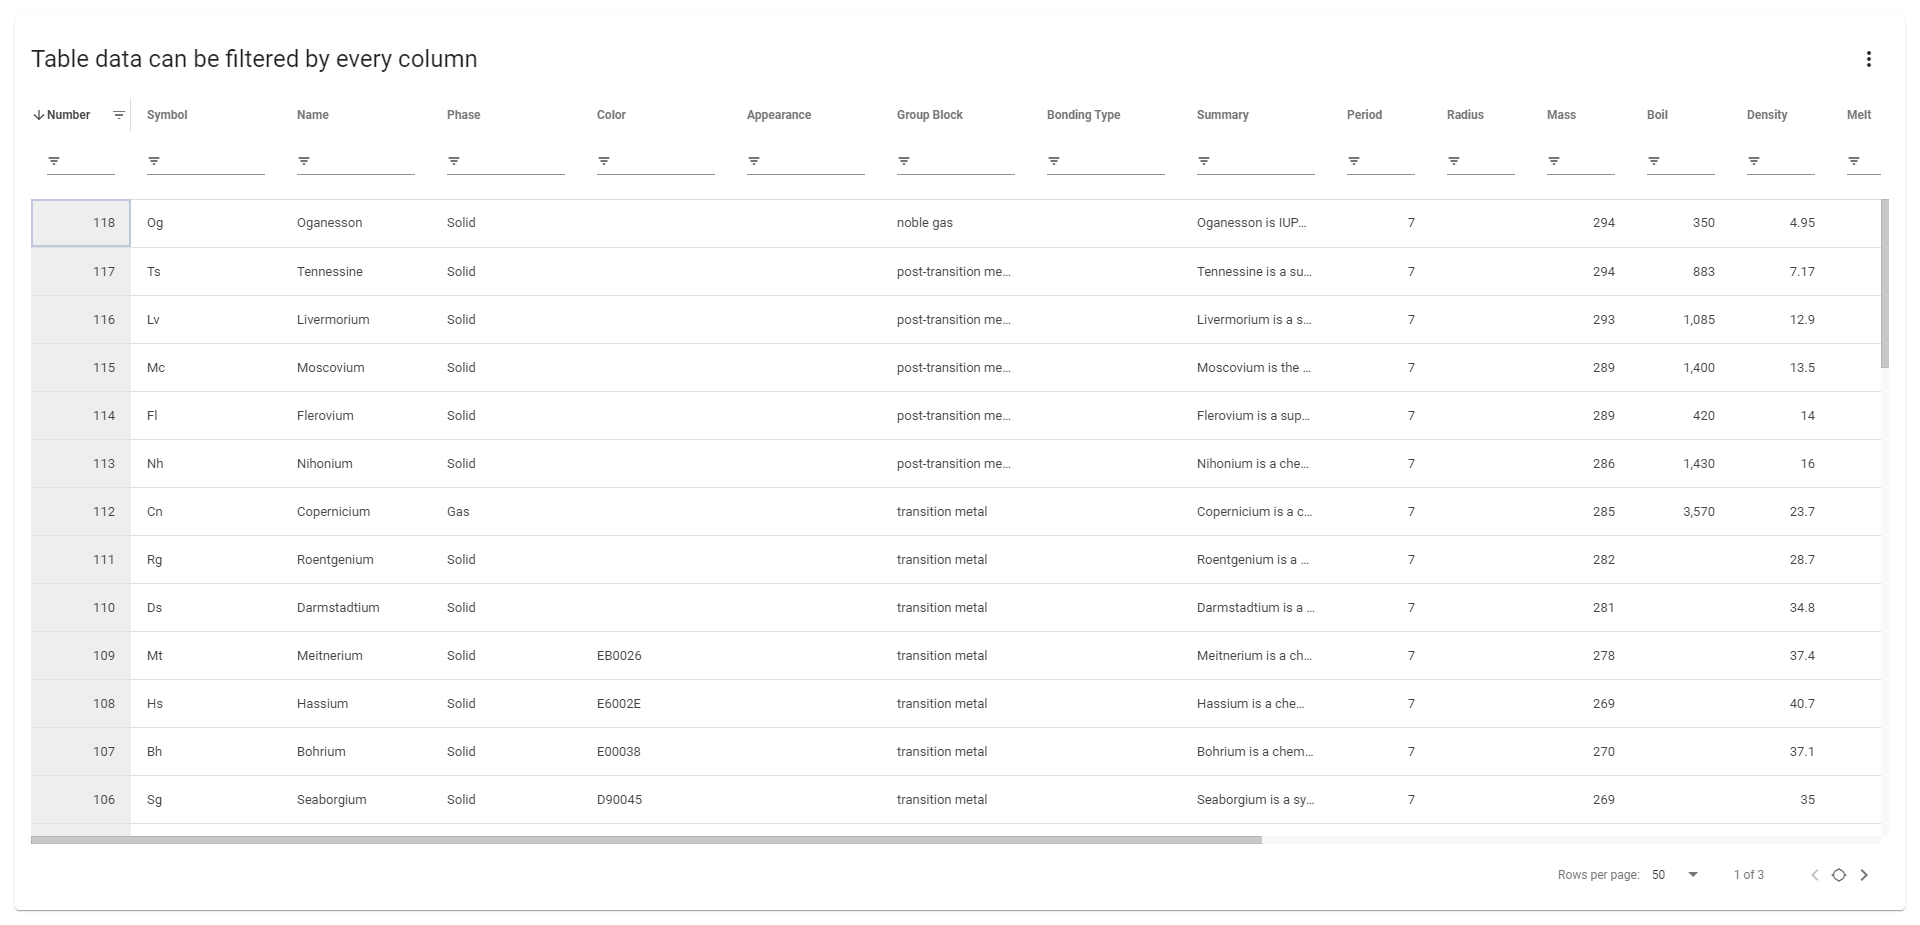 Table data can be filtered by every column
Number Symbol Name Phase Color Appearance Group Block Bonding Type Summary Period Radius Mass Boil Density Melt
118 Og Oganesson Solid noble gas Oganesson is IUP... 7 294 350 4.95
117 Ts Tennessine Solid post-transition me... Tennessine is a su... 7 294 883 7.17
116 Lv Livermorium Solid post-transition me... Livermorium is a s... 7 293 1,085 12.9
115 Mc Moscovium Solid post-transition me... Moscovium is the ... 7 289 1,400 13.5
114 Fl Flerovium Solid post-transition me... Flerovium is a sup... 7 289 420 14
113 Nh Nihonium Solid post-transition me... Nihonium is a che... 7 286 1,430 16
112 Cn Copernicium Gas transition metal Copernicium is a c... 7 285 3,570 23.7
111 Rg Roentgenium Solid transition metal Roentgenium is a ... 7 282 28.7
110 Ds Darmstadtium Solid transition metal Darmstadtium is a ... 7 281 34.8
109 Mt Meitnerium Solid EB0026 transition metal Meitnerium is a ch... 7 278 37.4
108 Hs Hassium Solid E6002E transition metal Hassium is a che... 7 269 40.7
107 Bh Bohrium Solid E00038 transition metal Bohrium is a chem... 7 270 37.1
106 Sg Seaborgium Solid D90045 transition metal Seaborgium is a sy... 7 269 35
Rows per page: 50 1 of 3